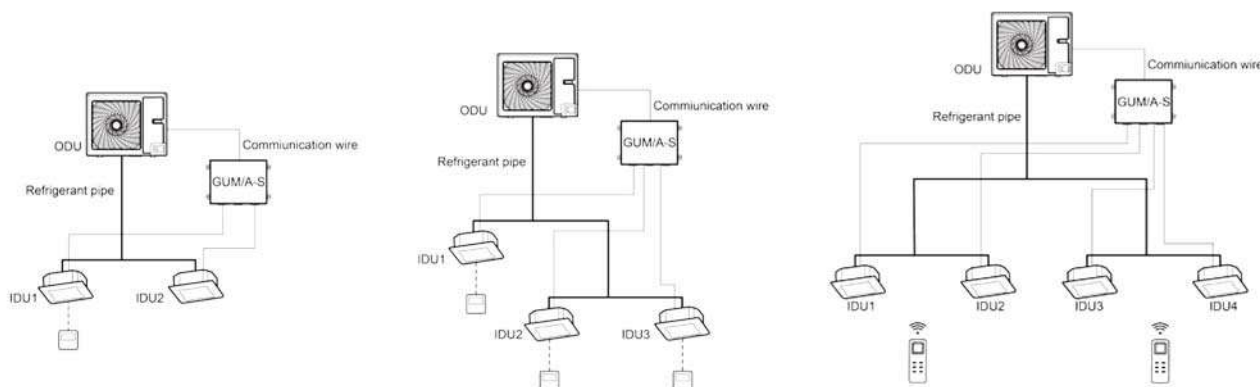 ODU
Commiunication wire
GUM/A-S
Refrigerant pipe
IDU1
IDU2
ODU
Commiunication wire
GUM/A-S
Refrigerant pipe
IDU1
IDU2
IDU3
ODU
Commiunication wire
GUM/A-S
Refrigerant pipe
IDU1
IDU2
IDU3
IDU4